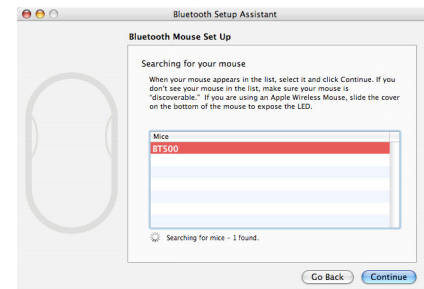 Bluetooth Setup Assistant
Bluetooth Mouse Set Up
Searching for your mouse
When your mouse appears in the list, select it and click Continue. If you
don't see your mouse in the list, make sure your mouse is
"discoverable." If you are using an Apple Wireless Mouse, slide the cover
on the bottom of the mouse to expose the LED.
Mice
BT500
Searching for mice – 1 found.
Go Back
Continue